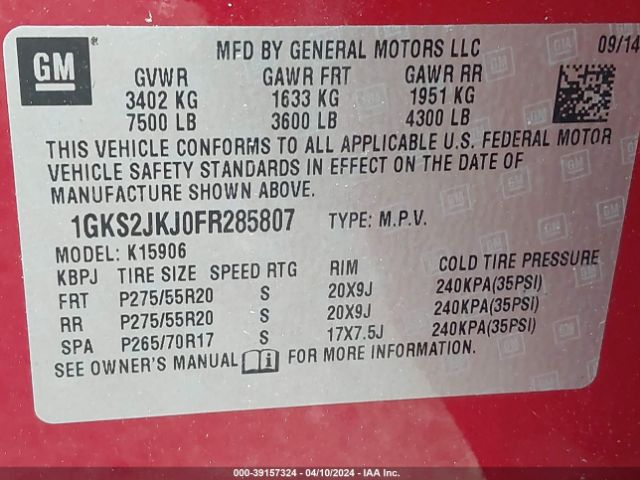 GM
MFD BY GENERAL MOTORS LLC 09/14
GVWR GAWR FRT GAWR RR
3402 KG 1633 KG 1951 KG
7500 LB 3600 LB 4300 LB
THIS VEHICLE CONFORMS TO ALL APPLICABLE U.S. FEDERAL MOTOR
VEHICLE SAFETY STANDARDS IN EFFECT ON THE DATE OF
MANUFACTURE SHOWN ABOVE.
1GKS2JKJ0FR285807 TYPE: M.P.V.
MODEL: K15906
KBPJ TIRE SIZE SPEED RTG RIM COLD TIRE PRESSURE
FRT P275/55R20 S 20X9J 240KPA(35PSI)
RR P275/55R20 S 20X9J 240KPA(35PSI)
SPA P265/70R17 S 17X7.5J 240KPA(35PSI)
SEE OWNER'S MANUAL i FOR MORE INFORMATION.
000-39157324 | 04/10/2024 | IAA Inc.